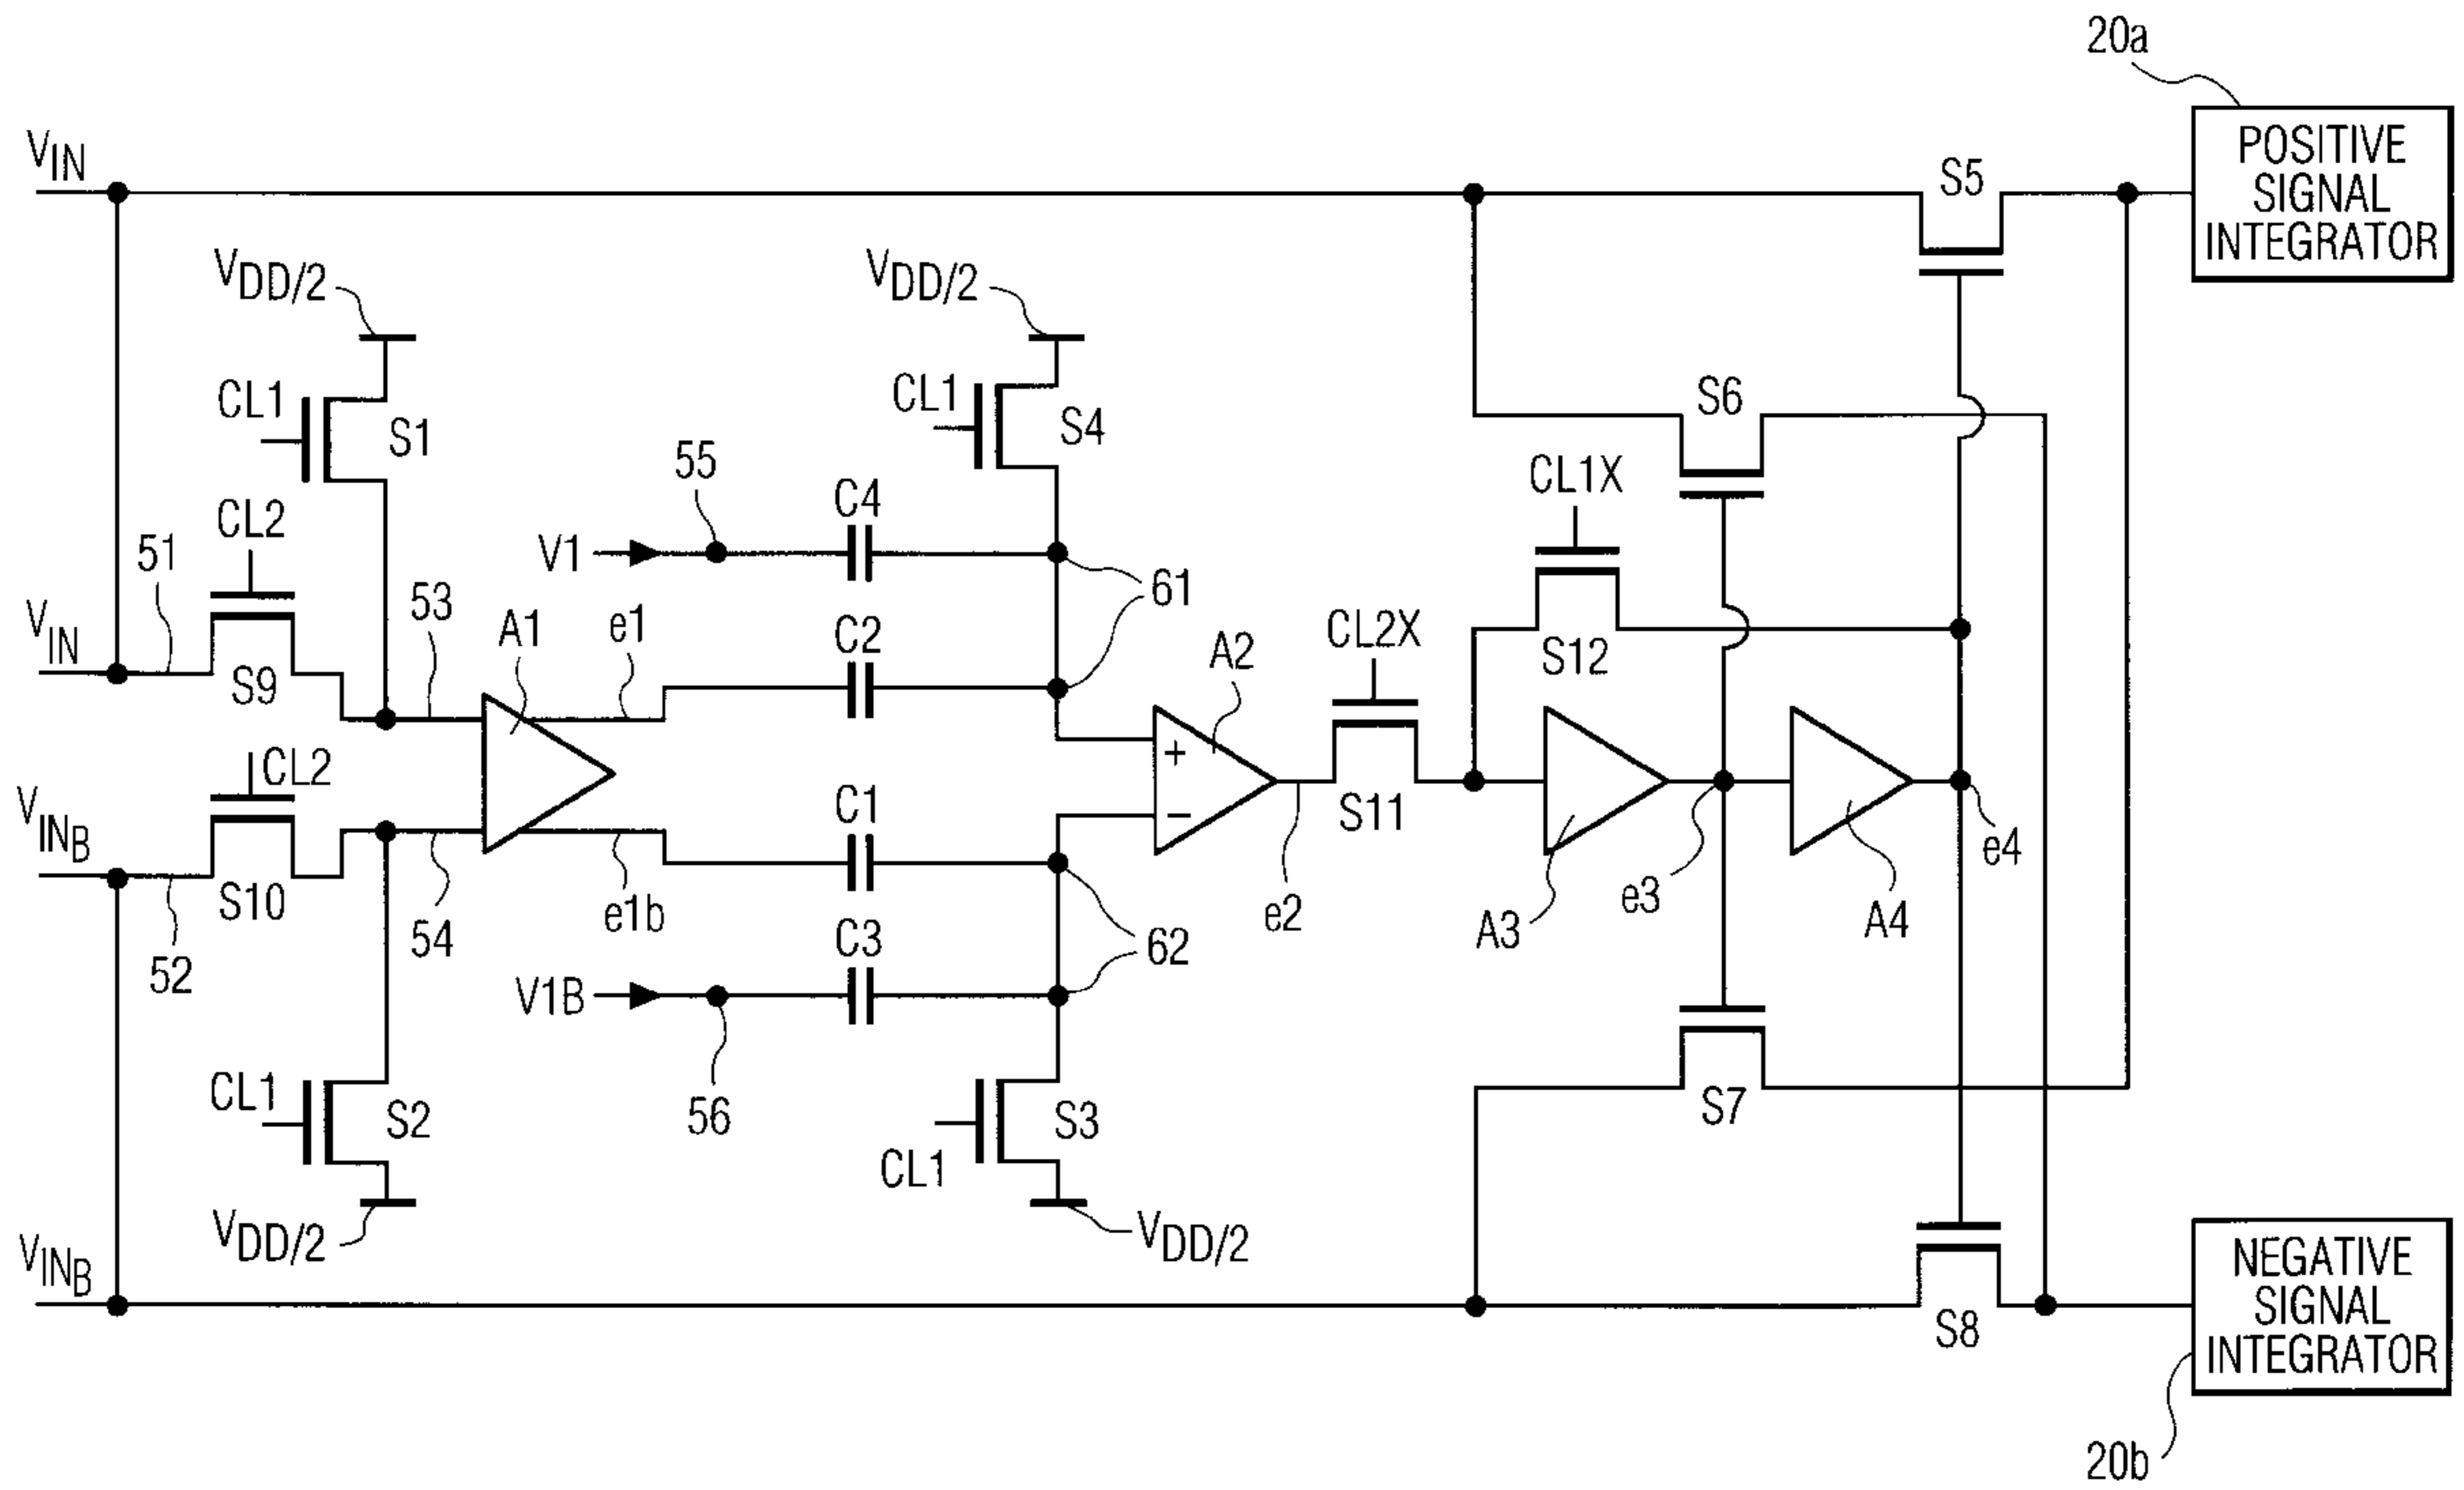 20a
POSITIVE
SIGNAL
INTEGRATOR
VIN
S5
VDD/2
VDD/2
CL1
S1
CL1
S4
S6
CL2
55
C4
CL1X
51
V1
61
VIN
53
A1
e1
C2
CL2X
A2
S12
S9
+
CL2
VINB
C1
S11
−
e4
S10
54
e1b
e2
A3
e3
A4
52
C3
62
V1B
56
CL1
S2
CL1
S3
S7
VDD/2
VDD/2
VINB
S8
NEGATIVE
SIGNAL
INTEGRATOR
20b